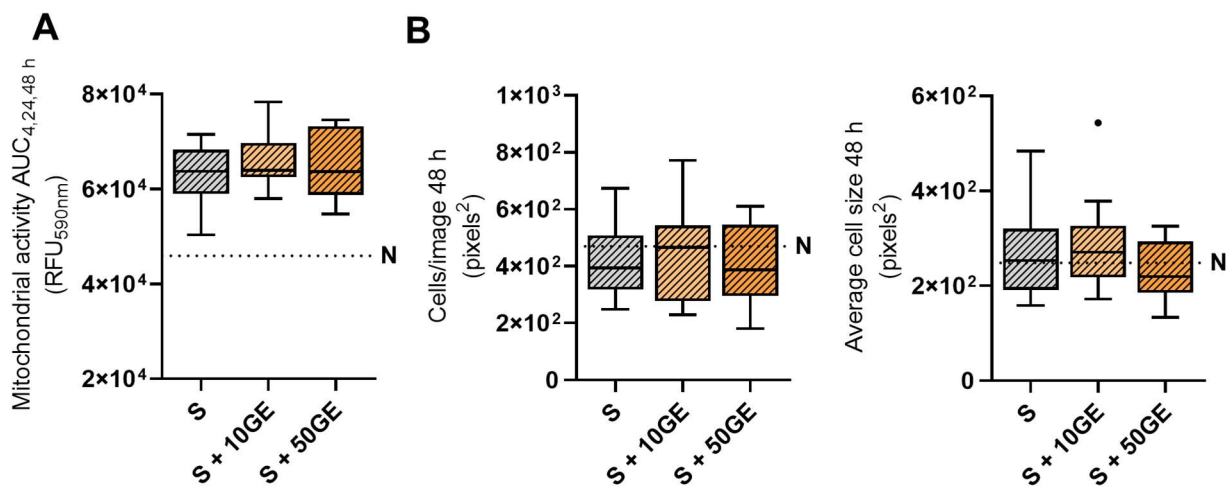 A
Mitochondrial activity AUC4,24,48 h
(RFU590nm)
8×10⁴
6×10⁴
4×10⁴
2×10⁴
N
S
S + 10GE
S + 50GE
B
Cells/image 48 h
(pixels²)
1×10³
8×10²
6×10²
4×10²
2×10²
0
N
S
S + 10GE
S + 50GE
Average cell size 48 h
(pixels²)
6×10²
4×10²
2×10²
0
N
S
S + 10GE
S + 50GE